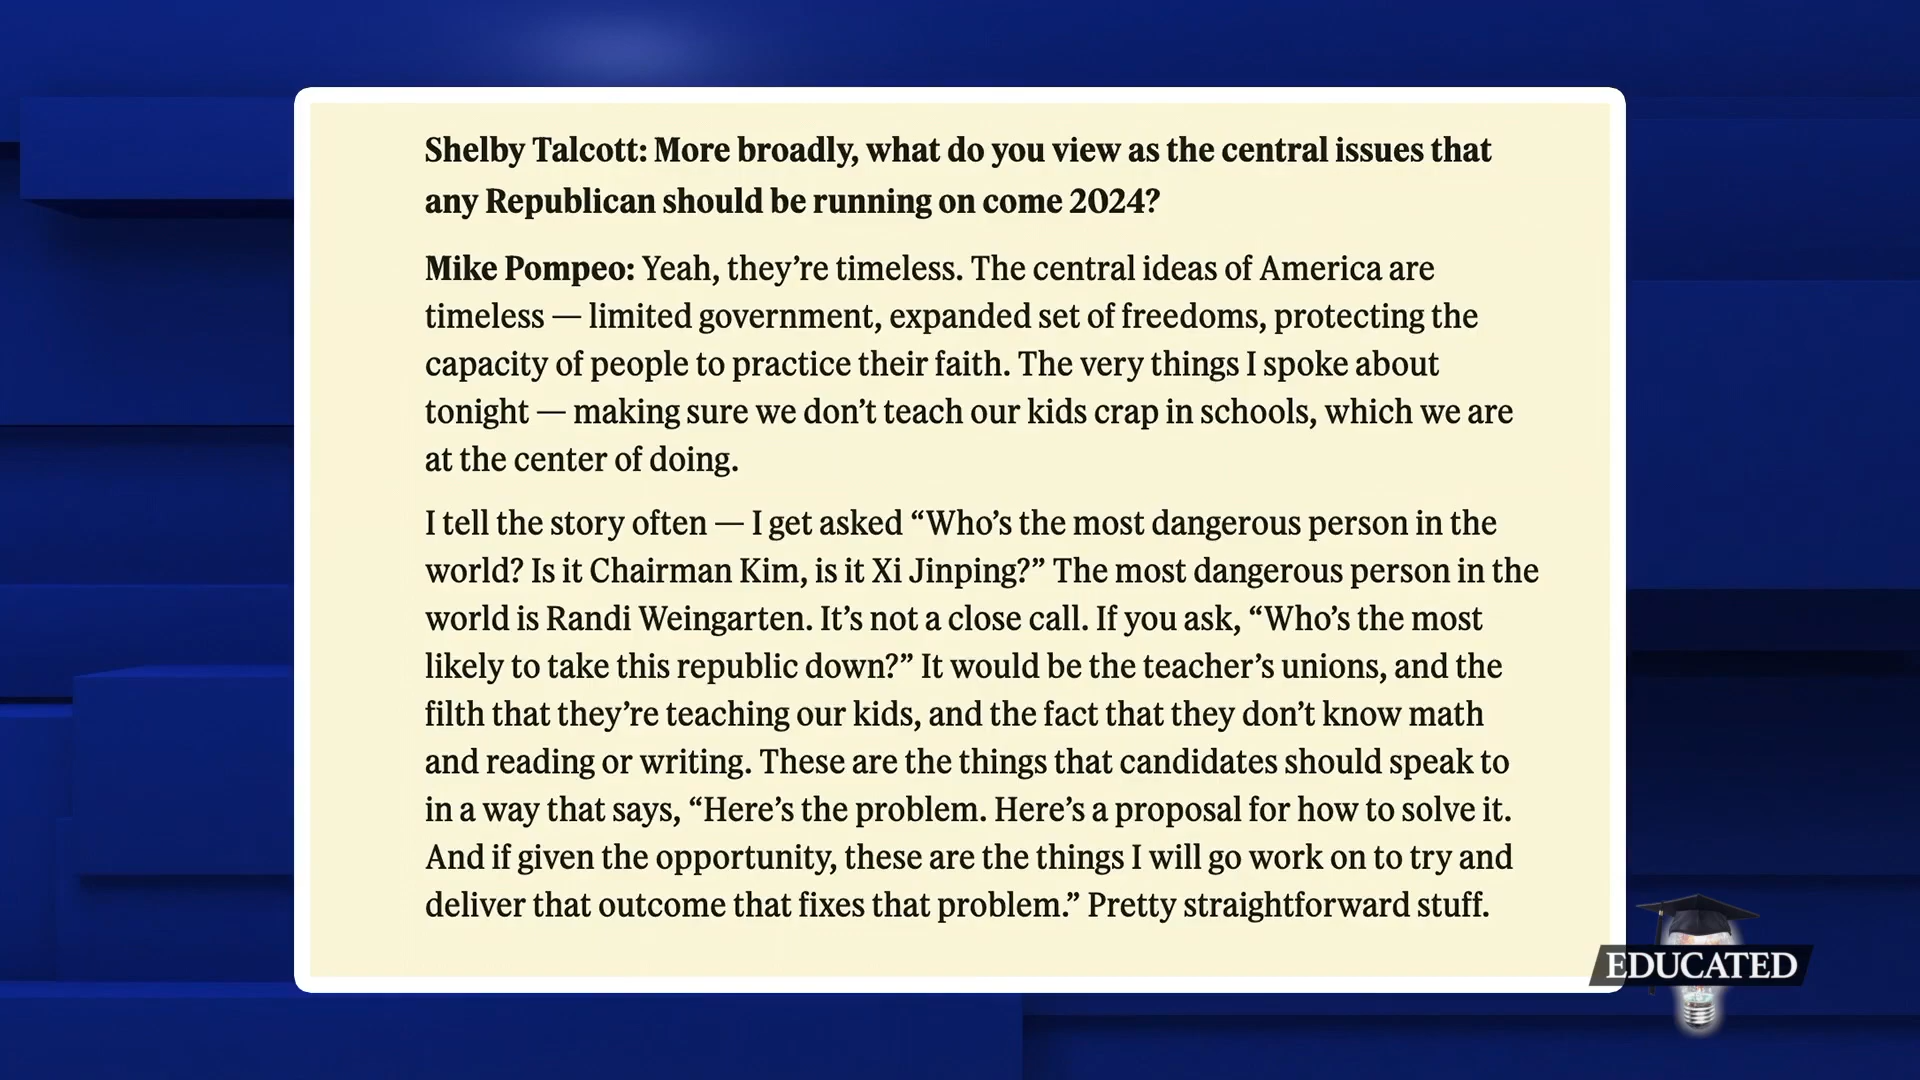 Shelby Talcott: More broadly, what do you view as the central issues that
any Republican should be running on come 2024?
Mike Pompeo: Yeah, they’re timeless. The central ideas of America are
timeless — limited government, expanded set of freedoms, protecting the
capacity of people to practice their faith. The very things I spoke about
tonight — making sure we don’t teach our kids crap in schools, which we are
at the center of doing.
I tell the story often — I get asked “Who’s the most dangerous person in the
world? Is it Chairman Kim, is it Xi Jinping?” The most dangerous person in the
world is Randi Weingarten. It’s not a close call. If you ask, “Who’s the most
likely to take this republic down?” It would be the teacher’s unions, and the
filth that they’re teaching our kids, and the fact that they don’t know math
and reading or writing. These are the things that candidates should speak to
in a way that says, “Here’s the problem. Here’s a proposal for how to solve it.
And if given the opportunity, these are the things I will go work on to try and
deliver that outcome that fixes that problem.” Pretty straightforward stuff.
EDUCATED